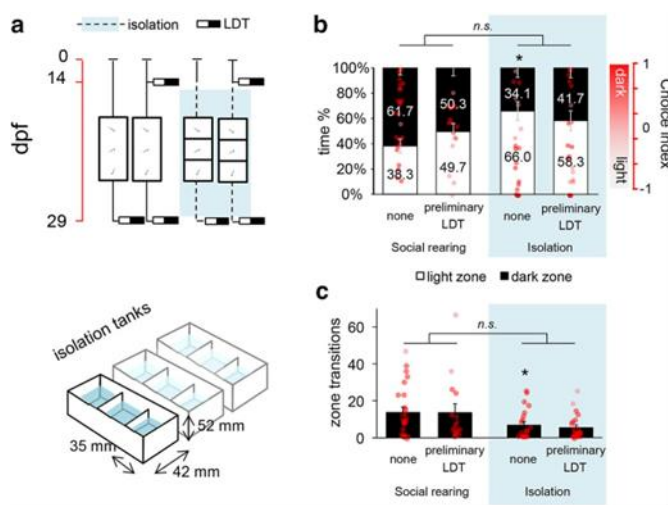 a
isolation
LDT
0
14
dpf
29
isolation tanks
35 mm
42 mm
52 mm
b
n.s.
*
100%
80%
60%
40%
20%
0%
time %
61.7
50.3
34.1
41.7
38.3
49.7
66.0
58.3
none
preliminary LDT
none
preliminary LDT
Social rearing
Isolation
1
0
-1
dark
light
Choice index
light zone
dark zone
c
n.s.
*
60
40
20
0
zone transitions
none
preliminary LDT
none
preliminary LDT
Social rearing
Isolation